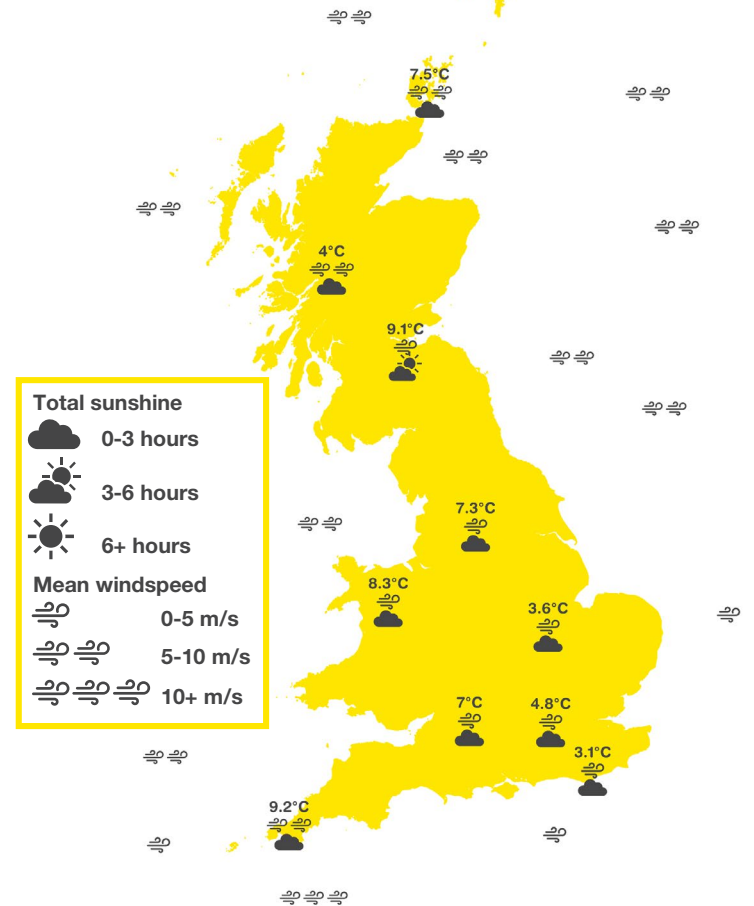 7.5°C
4°C
9.1°C
Total sunshine
0-3 hours
3-6 hours
6+ hours
Mean windspeed
0-5 m/s
5-10 m/s
10+ m/s
7.3°C
8.3°C
3.6°C
7°C
4.8°C
3.1°C
9.2°C